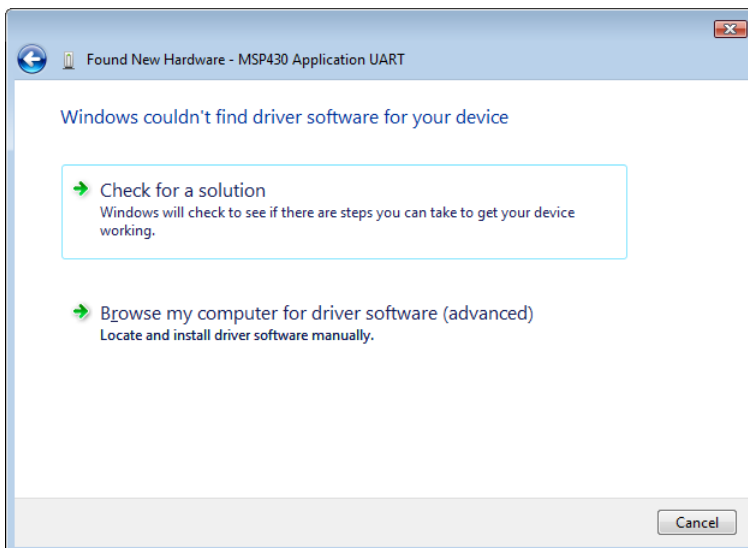 Found New Hardware - MSP430 Application UART
Windows couldn't find driver software for your device
Check for a solution
Windows will check to see if there are steps you can take to get your device
working.
Browse my computer for driver software (advanced)
Locate and install driver software manually.
Cancel